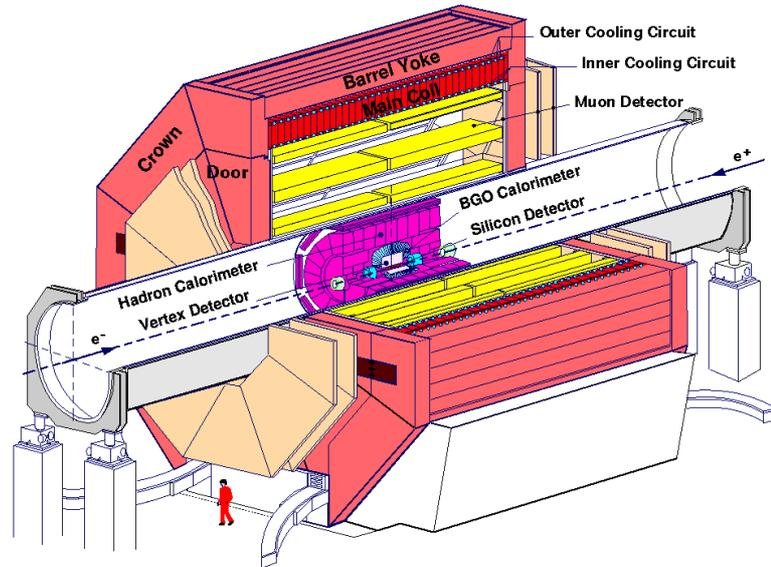 Outer Cooling Circuit
Barrel Yoke
Inner Cooling Circuit
Main Coil
Muon Detector
Crown
Door
e+
BGO Calorimeter
Silicon Detector
Hadron Calorimeter
Vertex Detector
e-